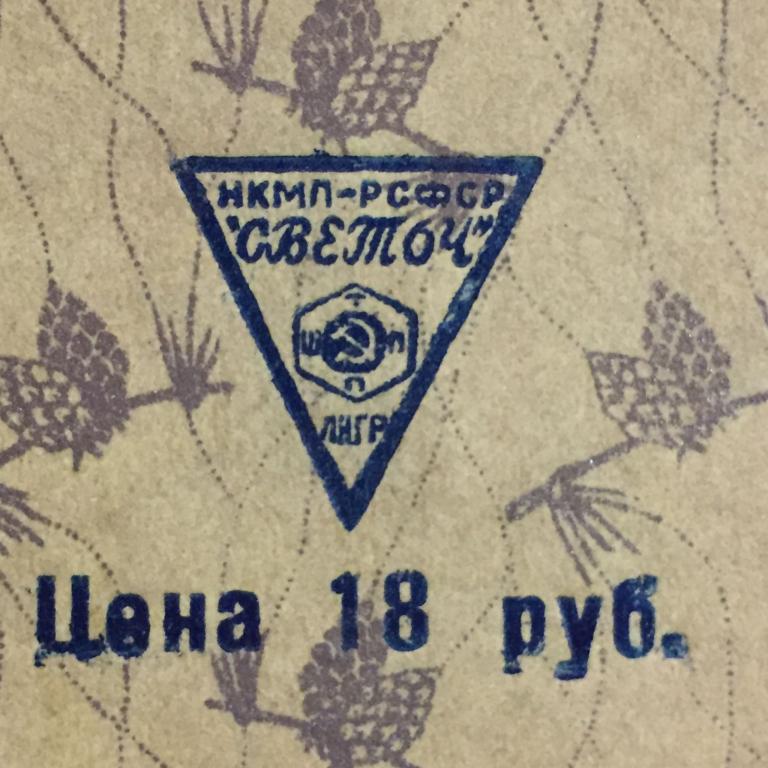 НКМП-РСФСР
"СВЕТОЧ"
Т
Ш П
П
ЛНГР
Цена 18 руб.